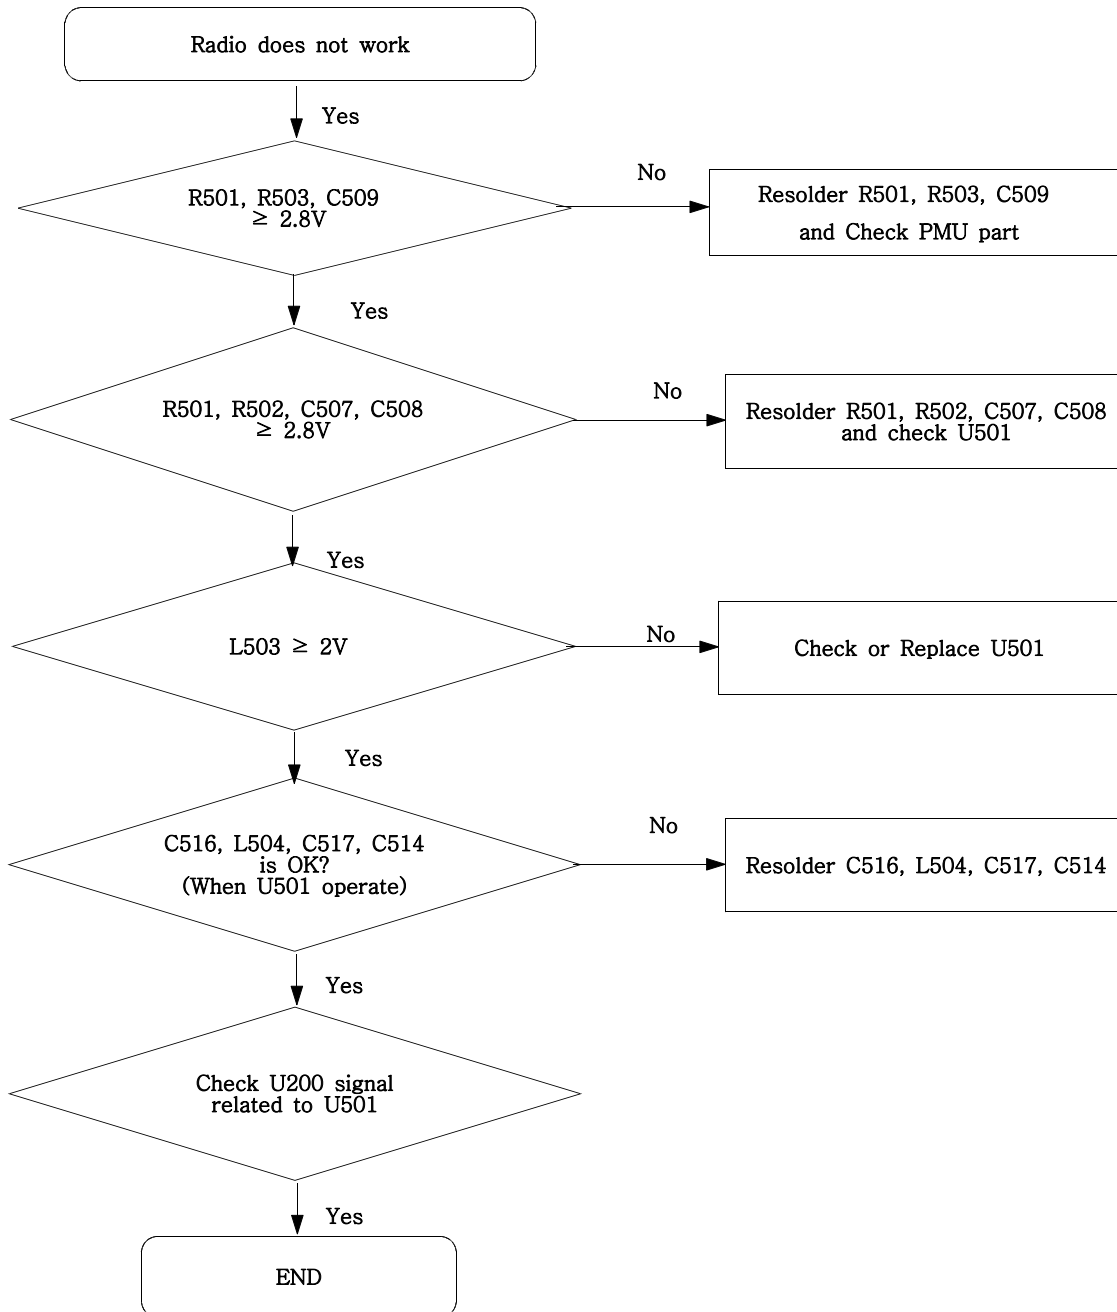 Radio does not work
Yes
R501, R503, C509
≥ 2.8V
No
Resolder R501, R503, C509
and Check PMU part
Yes
R501, R502, C507, C508
≥ 2.8V
No
Resolder R501, R502, C507, C508
and check U501
Yes
L503 ≥ 2V
No
Check or Replace U501
Yes
C516, L504, C517, C514
is OK?
(When U501 operate)
No
Resolder C516, L504, C517, C514
Yes
Check U200 signal
related to U501
Yes
END